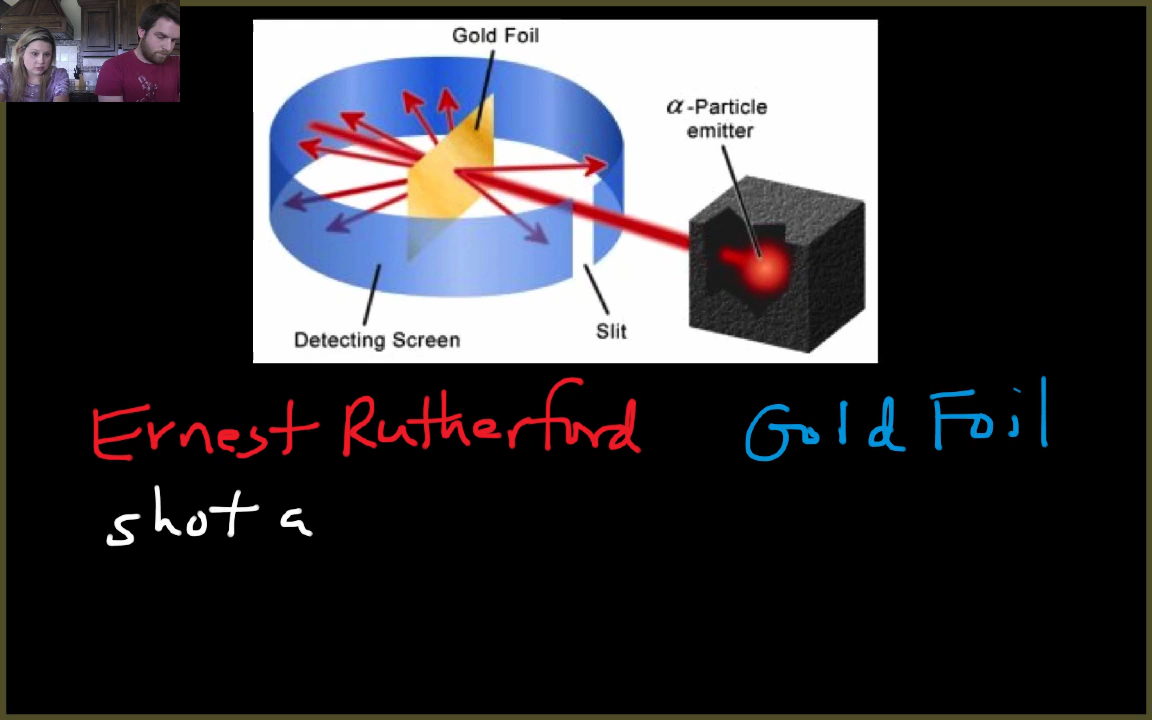 Gold Foil
α-Particle
emitter
Slit
Detecting Screen
Ernest Rutherford Gold Foil
shot a